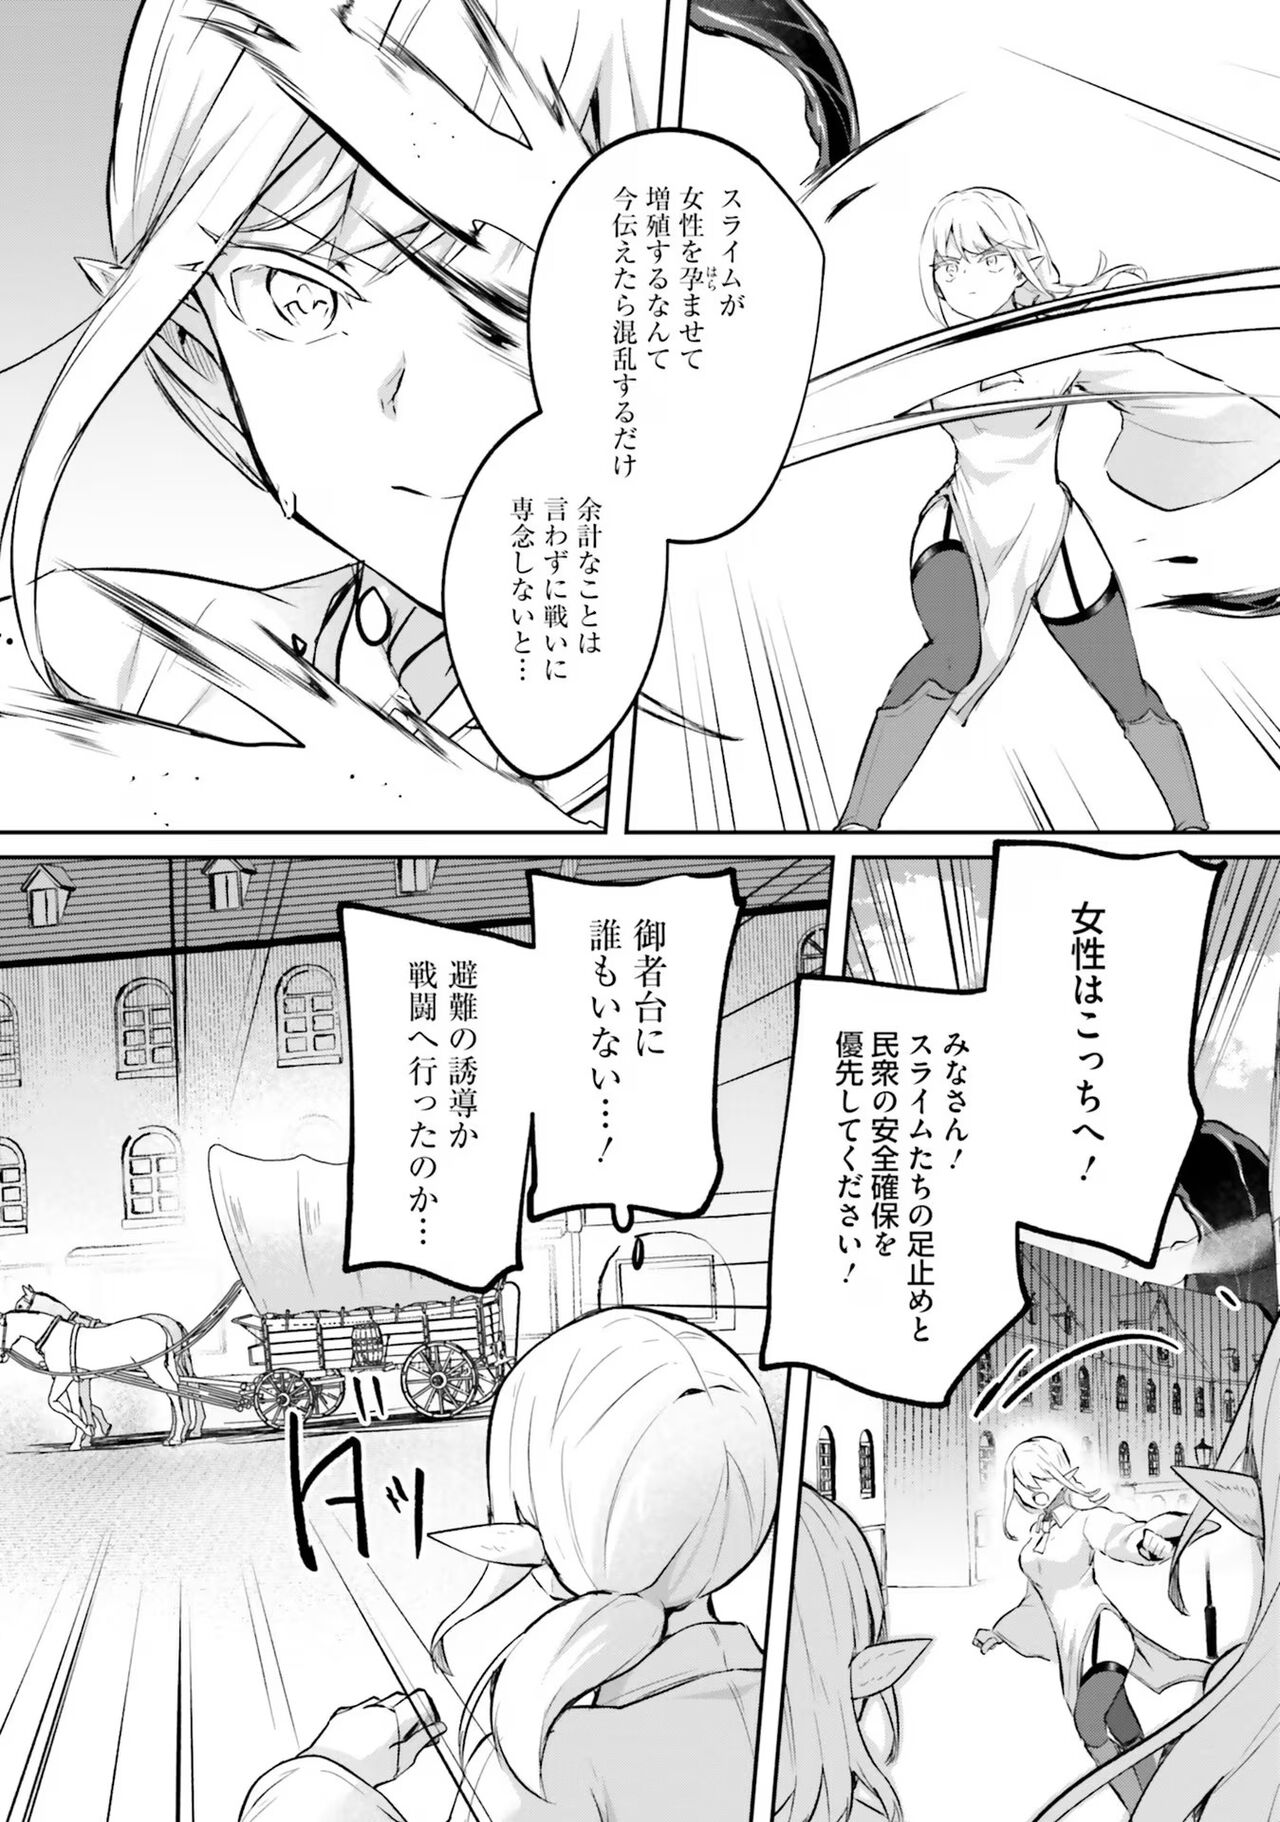 スライムが
女性を孕ませて
はら
増殖するなんて
今伝えたら混乱するだけ
余計なことは
言わずに戦いに
専念しないと…
女性はこっちへ！
みなさん！
スライムたちの足止めと
民衆の安全確保を
優先してください！
御者台に
誰もいない…！
避難の誘導か
戦闘へ行ったのか…
ドガッ